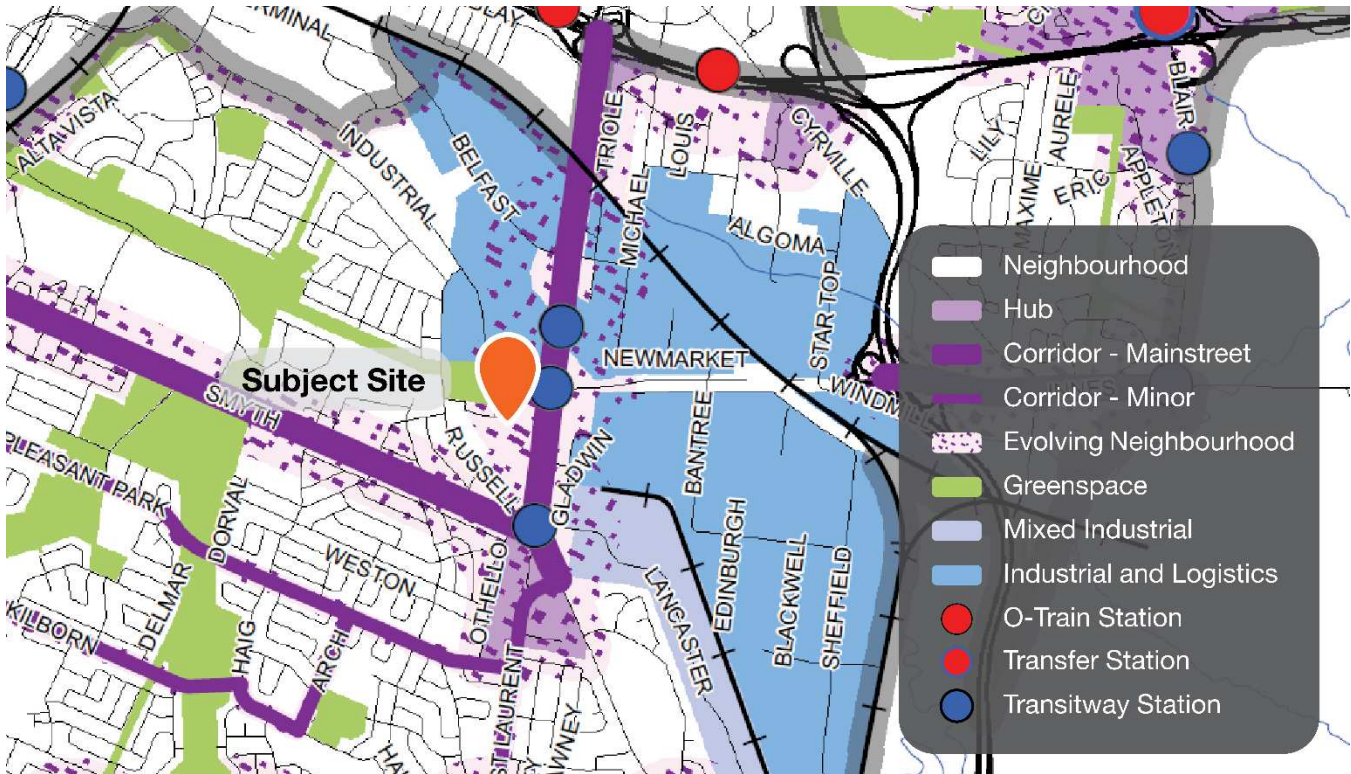 TERMINAL
ALTA VISTA
INDUSTRIAL
BELFAST
TRIOLE
MICHAEL
LOUIS
CYRVILLE
ALGOMA
STAR TOP
LILY
MAXIME
AURELE
ERIC
APPLETON
BLAIR
NEWMARKET
WINDMILL
Subject Site
SMYTH
RUSSELL
GLADWIN
BANTREE
EDINBURGH
BLACKWELL
SHEFFIELD
LANCASTER
PLEASANT PARK
DORVAL
WESTON
OTHELLO
DELMAR
KILBORN
HAIG
ARCH
ST LAURENT
Neighbourhood
Hub
Corridor - Mainstreet
Corridor - Minor
Evolving Neighbourhood
Greenspace
Mixed Industrial
Industrial and Logistics
O-Train Station
Transfer Station
Transitway Station